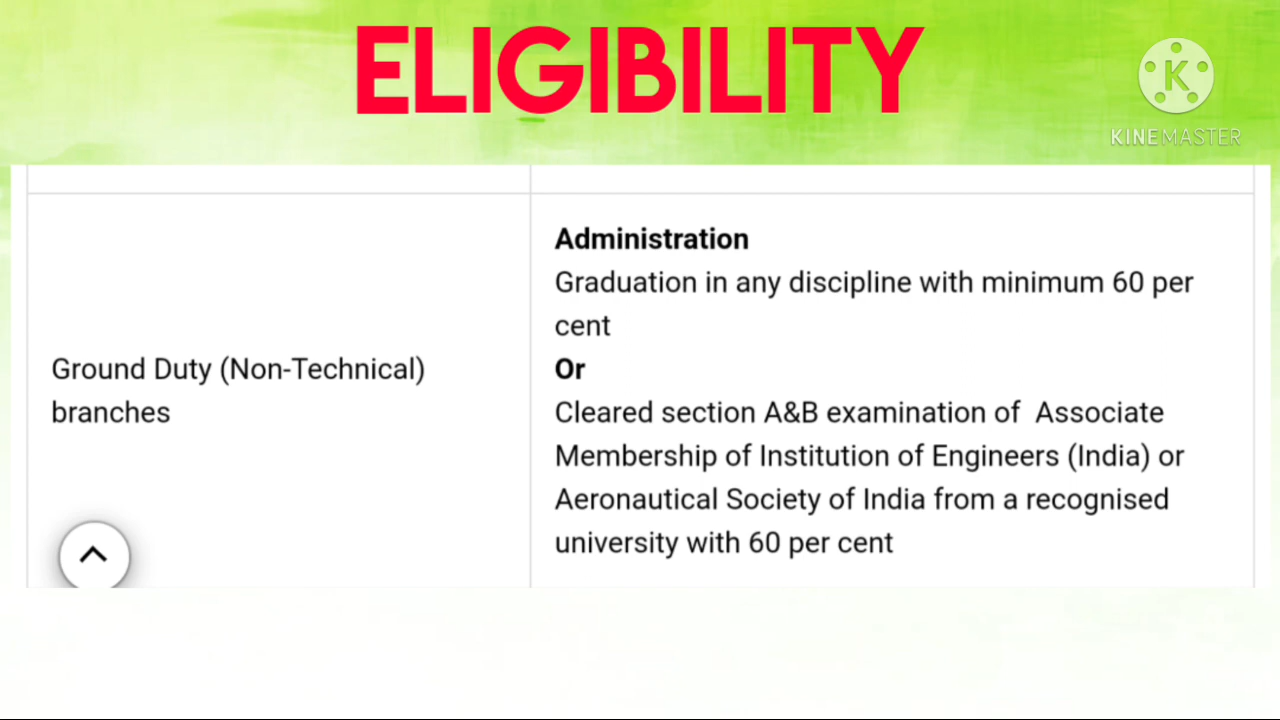 ELIGIBILITY
K
KINEMASTER
Administration
Graduation in any discipline with minimum 60 per
cent
Or
Ground Duty (Non-Technical)
branches
Cleared section A&B examination of  Associate
Membership of Institution of Engineers (India) or
Aeronautical Society of India from a recognised
university with 60 per cent